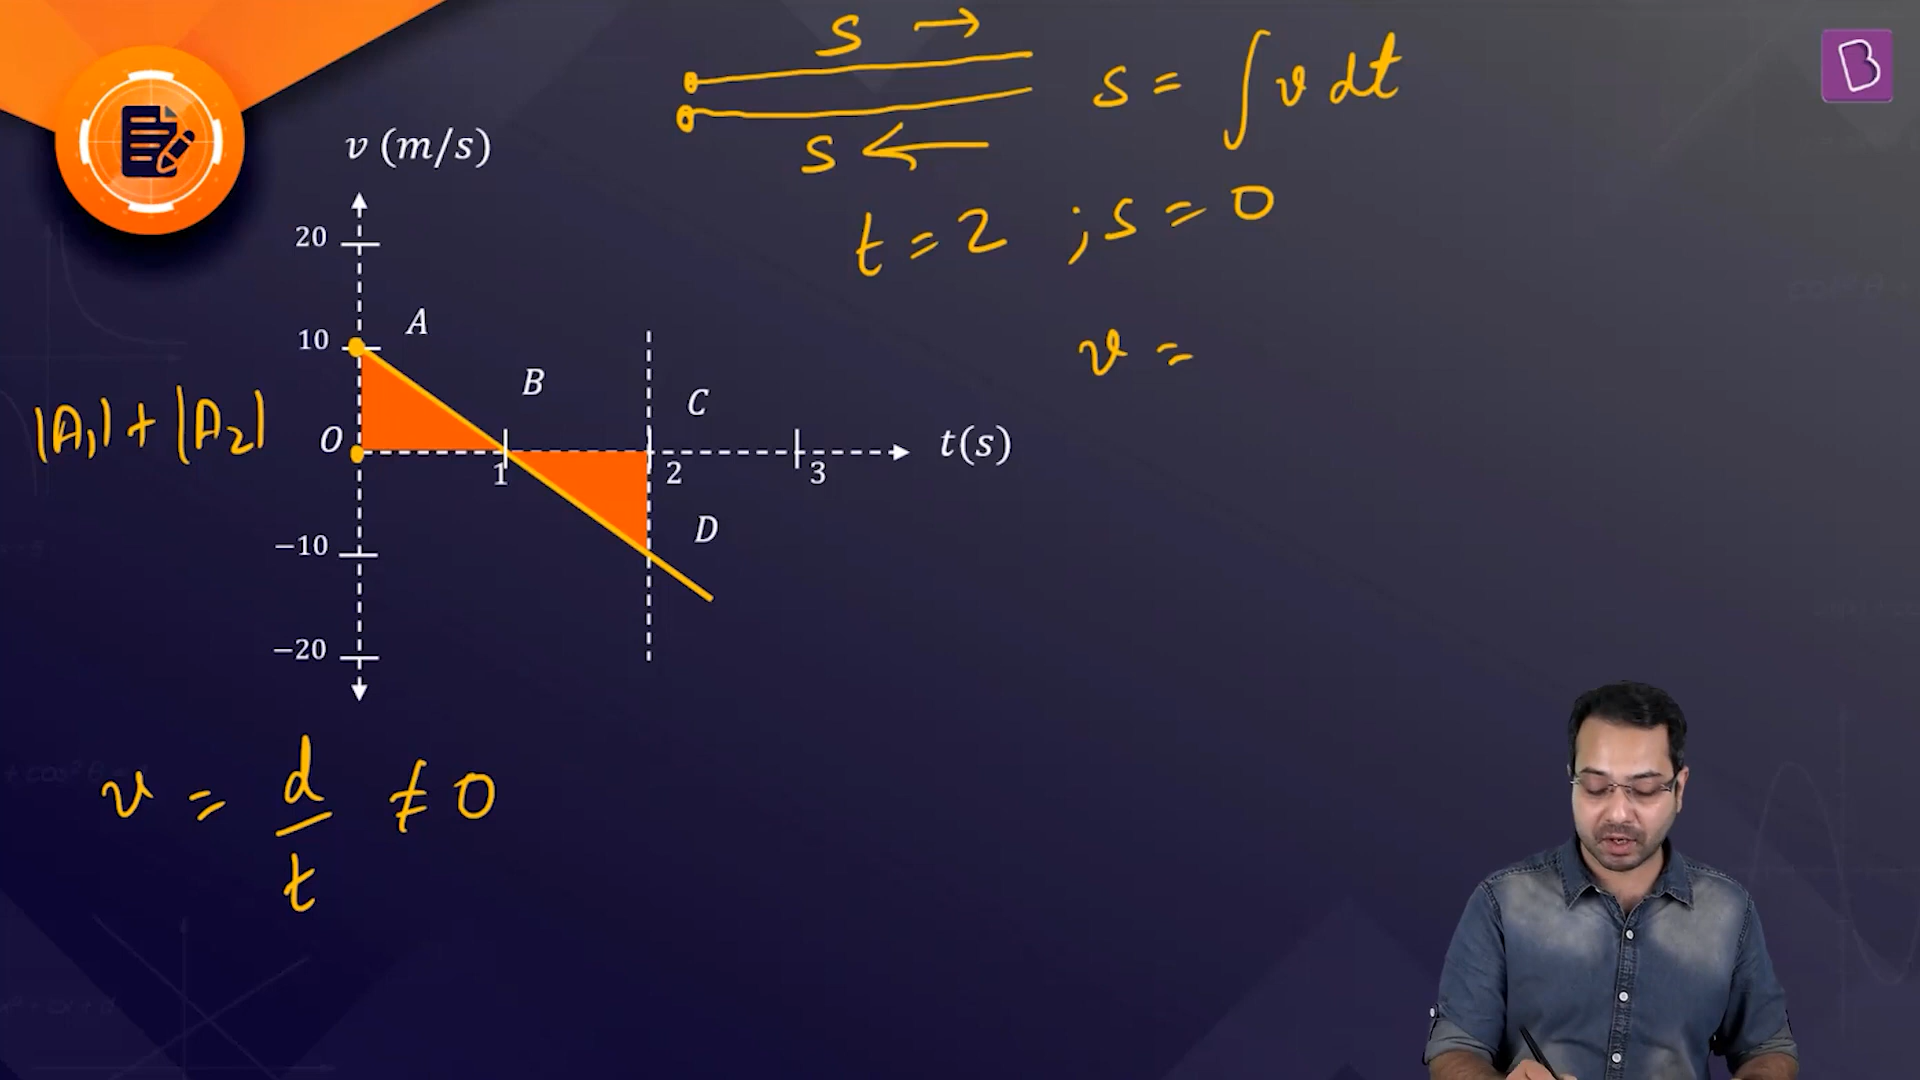 s →
s = ∫ v dt
s ←
v (m/s)
t = 2 ; s = 0
20
v =
A
10
B
C
|A₁| + |A₂|
O
t(s)
1
2
3
D
−10
−20
v = d/t ≠ 0
B